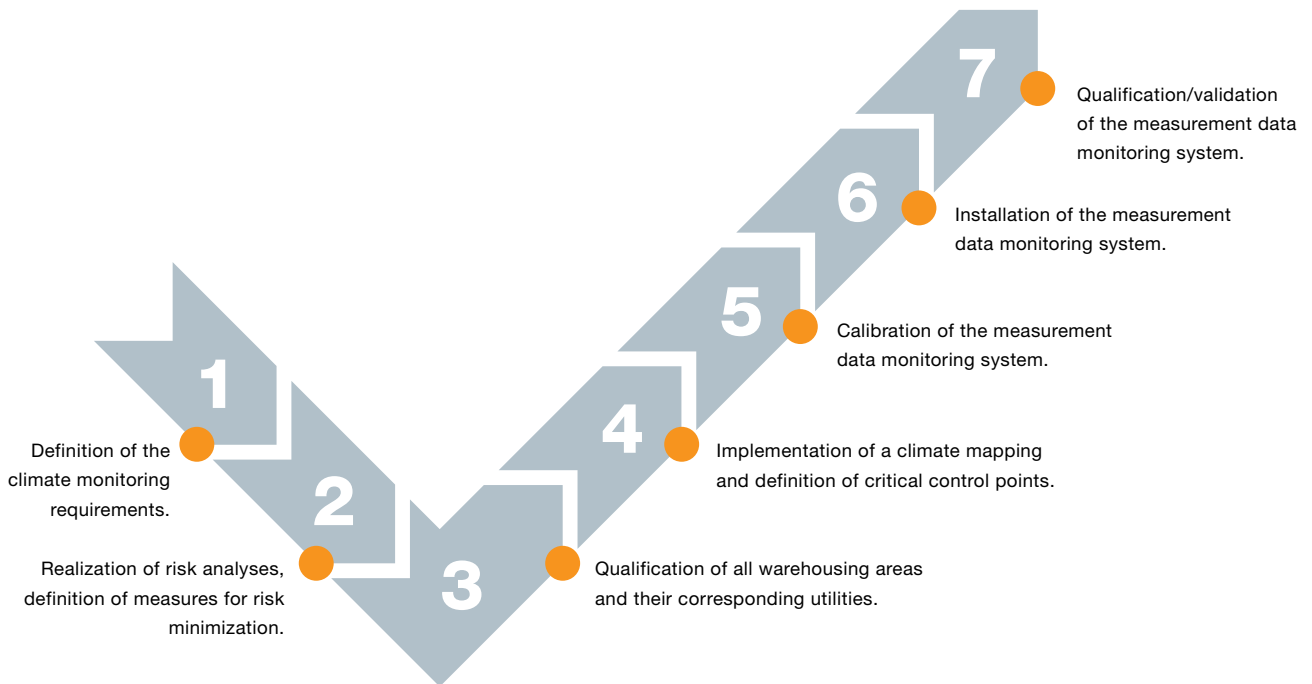 1
Definition of the
climate monitoring
requirements.
2
Realization of risk analyses,
definition of measures for risk
minimization.
3
Qualification of all warehousing areas
and their corresponding utilities.
4
Implementation of a climate mapping
and definition of critical control points.
5
Calibration of the measurement
data monitoring system.
6
Installation of the measurement
data monitoring system.
7
Qualification/validation
of the measurement data
monitoring system.